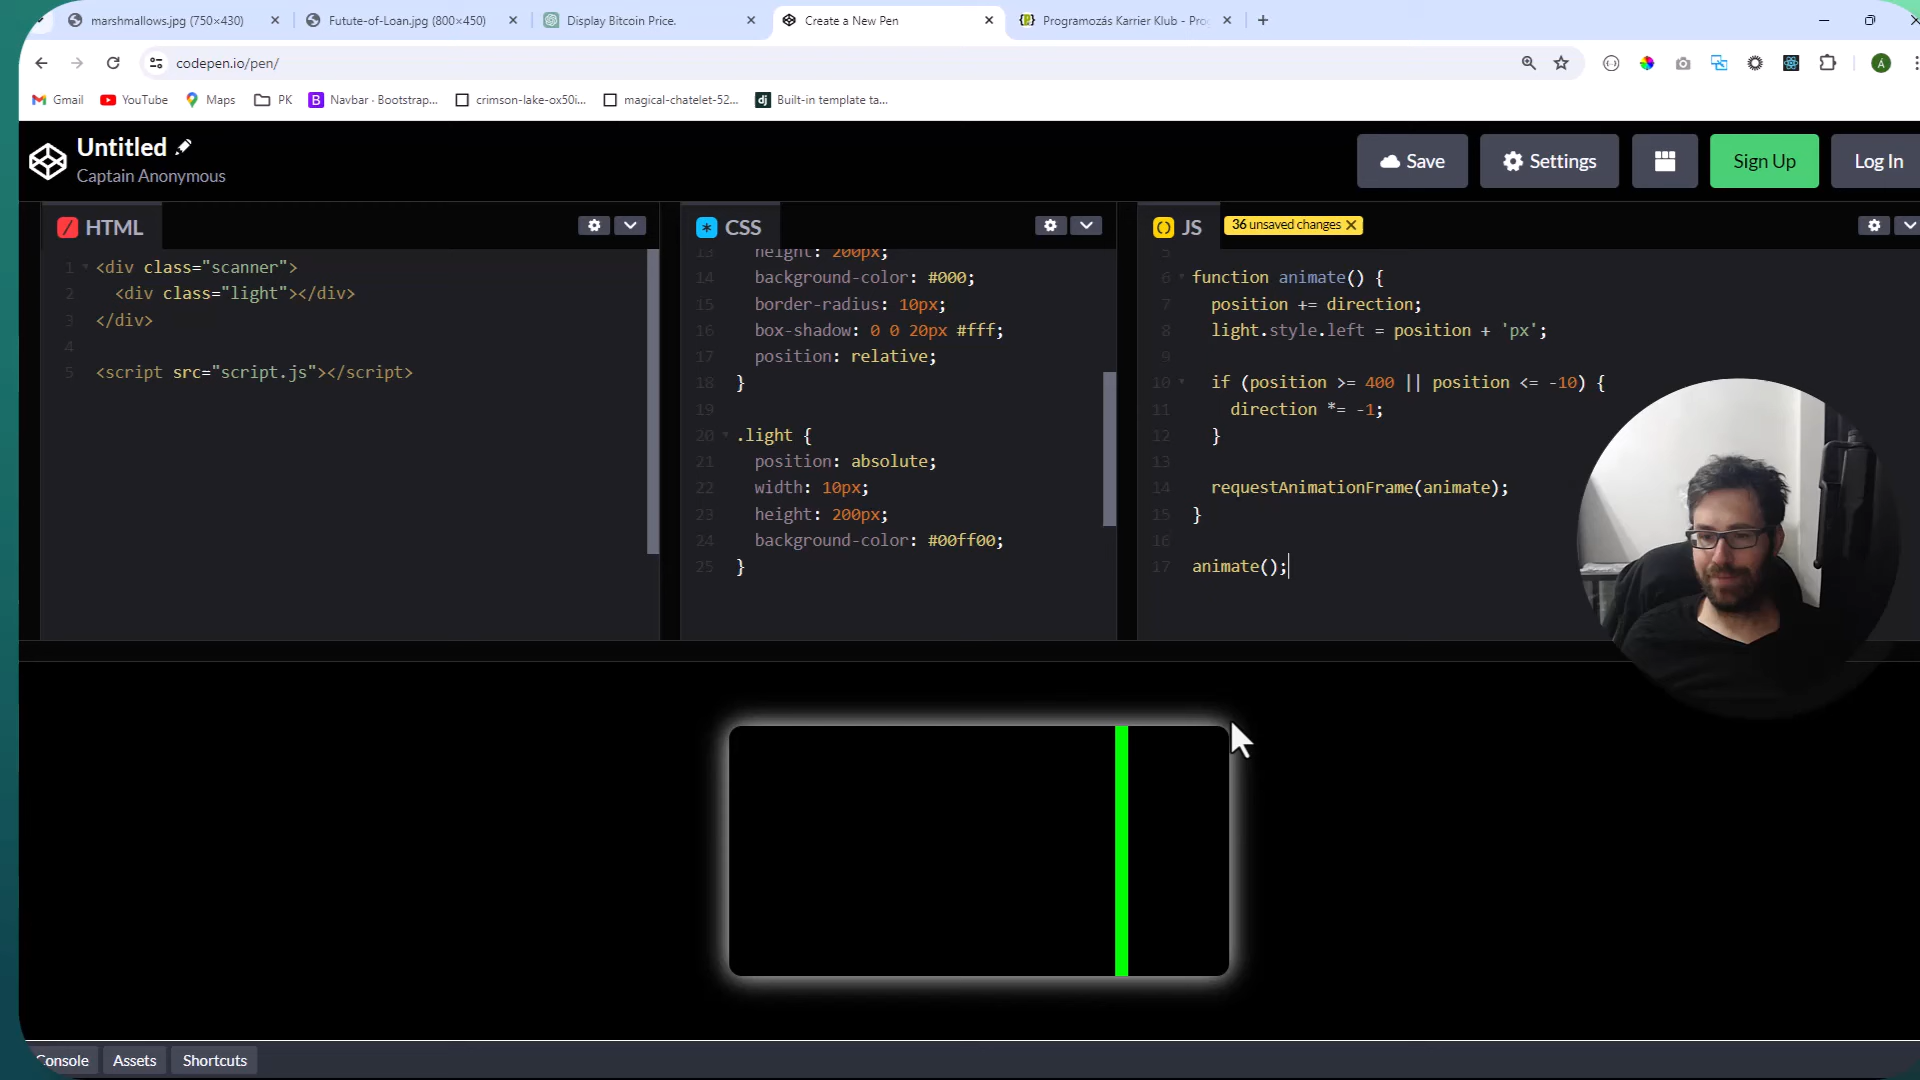 marshmallows.jpg (750×430)
Futute-of-Loan.jpg (800×450)
Display Bitcoin Price.
Create a New Pen
Programozás Karrier Klub - Pro
codepen.io/pen/
Á
Gmail
YouTube
Maps
PK
B
Navbar · Bootstrap...
crimson-lake-ox50i...
magical-chatelet-52...
dj
Built-in template ta...
Untitled
Captain Anonymous
Save
Settings
Sign Up
Log In
HTML
1 <div class="scanner">
2 <div class="light"></div>
3 </div>
4
5 <script src="script.js"></script>
CSS
13 height: 200px;
14 background-color: #000;
15 border-radius: 10px;
16 box-shadow: 0 0 20px #fff;
17 position: relative;
18 }
19
20 .light {
21 position: absolute;
22 width: 10px;
23 height: 200px;
24 background-color: #00ff00;
25 }
JS
36 unsaved changes
5
6 function animate() {
7 position += direction;
8 light.style.left = position + 'px';
9
10 if (position >= 400 || position <= -10) {
11 direction *= -1;
12 }
13
14 requestAnimationFrame(animate);
15 }
16
17 animate();
Console
Assets
Shortcuts